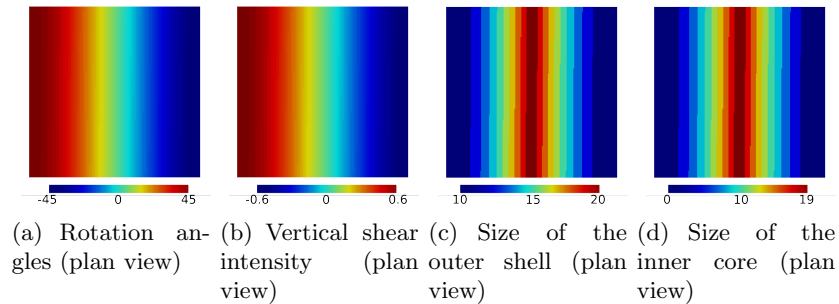 -45 0 45
-0.6 0 0.6
10 15 20
0 10 19
(a) Rotation an-
gles (plan view)
(b) Vertical shear
intensity (plan
view)
(c) Size of the
outer shell (plan
view)
(d) Size of the
inner core (plan
view)